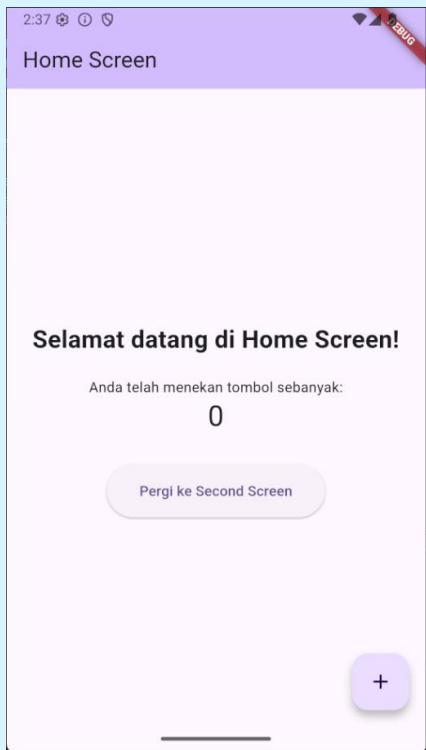 2:37
DEBUG
Home Screen
Selamat datang di Home Screen!
Anda telah menekan tombol sebanyak:
0
Pergi ke Second Screen
+